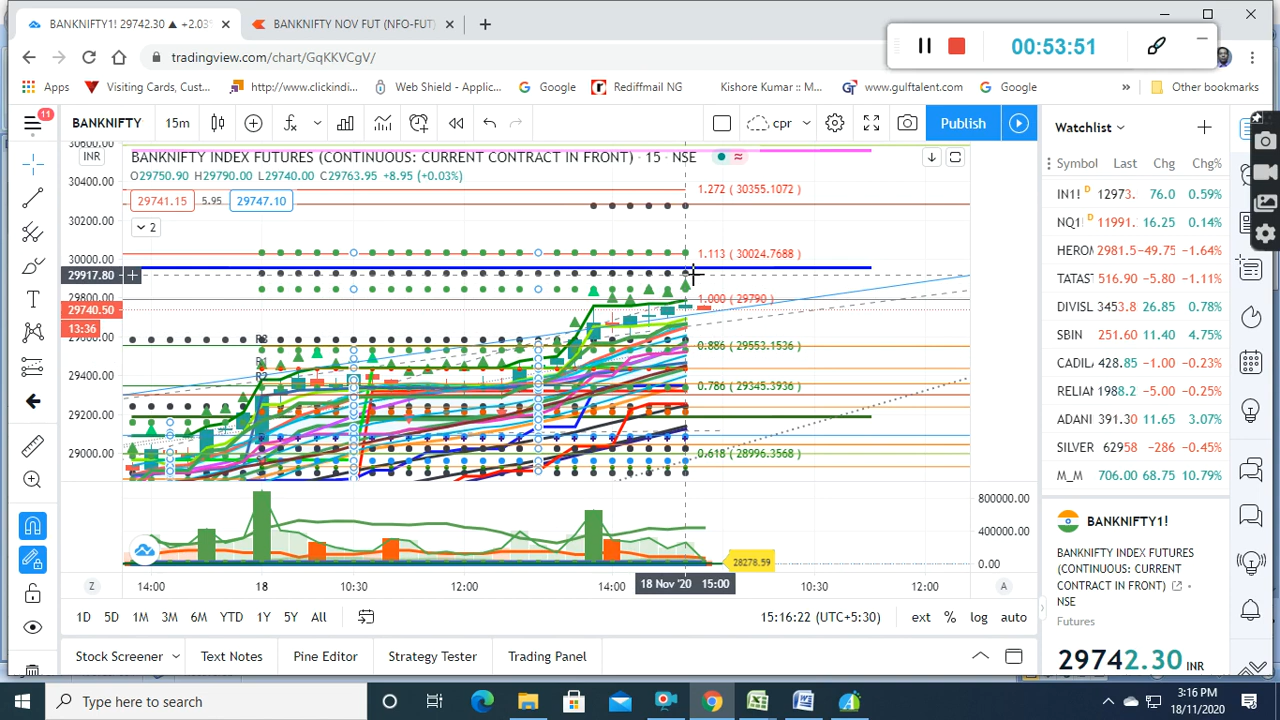 BANKNIFTY1! 29742.30 ▲ +2.03%
BANKNIFTY NOV FUT (NFO-FUT)
00:53:51
tradingview.com/chart/GqKKVCgV/
Apps
Visiting Cards, Cust...
http://www.clickindi...
Web Shield - Applic...
Google
Rediffmail NG
Kishore Kumar :: M...
www.gulftalent.com
Google
»
Other bookmarks
11
BANKNIFTY
15m
cpr
Publish
Watchlist
30600.00
INR
BANKNIFTY INDEX FUTURES (CONTINUOUS: CURRENT CONTRACT IN FRONT) · 15 · NSE
O29750.90 H29790.00 L29740.00 C29763.95 +8.95 (+0.03%)
29741.15
5.95
29747.10
2
30400.00
30200.00
30000.00
29917.80
29800.00
29740.50
13:36
29600.00
29400.00
29200.00
29000.00
1.272 ( 30355.1072 )
1.113 ( 30024.7688 )
1.000 ( 29790 )
0.886 ( 29553.1536 )
0.786 ( 29345.3936 )
0.618 ( 28996.3568 )
800000.00
400000.00
0.00
28278.59
Z
14:00
18
10:30
12:00
14:00
18 Nov '20 15:00
10:30
12:00
A
1D 5D 1M 3M 6M YTD 1Y 5Y All
15:16:22 (UTC+5:30)
ext % log auto
Stock Screener
Text Notes
Pine Editor
Strategy Tester
Trading Panel
Symbol Last Chg Chg%
IN1! D 12973. 76.0 0.59%
NQ1! D 11991. 16.25 0.14%
HERO 2981.5 -49.75 -1.64%
TATAS 516.90 -5.80 -1.11%
DIVISL 3453.8 26.85 0.78%
SBIN 251.60 11.40 4.75%
CADIL 428.85 -1.00 -0.23%
RELIA 1988.2 -5.00 -0.25%
ADANI 391.30 11.65 3.07%
SILVER 62958 -286 -0.45%
M_M 706.00 68.75 10.79%
BANKNIFTY1!
BANKNIFTY INDEX FUTURES (CONTINUOUS: CURRENT CONTRACT IN FRONT)
NSE
Futures
29742.30 INR
Type here to search
3:16 PM
18/11/2020